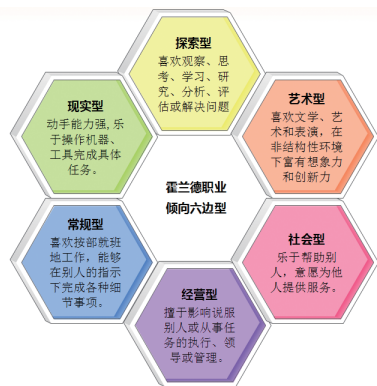 探索型
喜欢观察、思
考、学习、研
究、分析、评
估或解决问题
现实型
动手能力强,乐
于操作机器、
工具完成具体
任务。
艺术型
喜欢文学、艺
术和表演，在
非结构性环境
下富有想象力
和创新力
霍兰德职业
倾向六边型
常规型
喜欢按部就班
地工作，能够
在别人的指示
下完成各种细
节事项。
社会型
乐于帮助别
人，意愿为他
人提供服务。
经营型
擅于影响说服
别人或从事任
务的执行、领
导或管理。